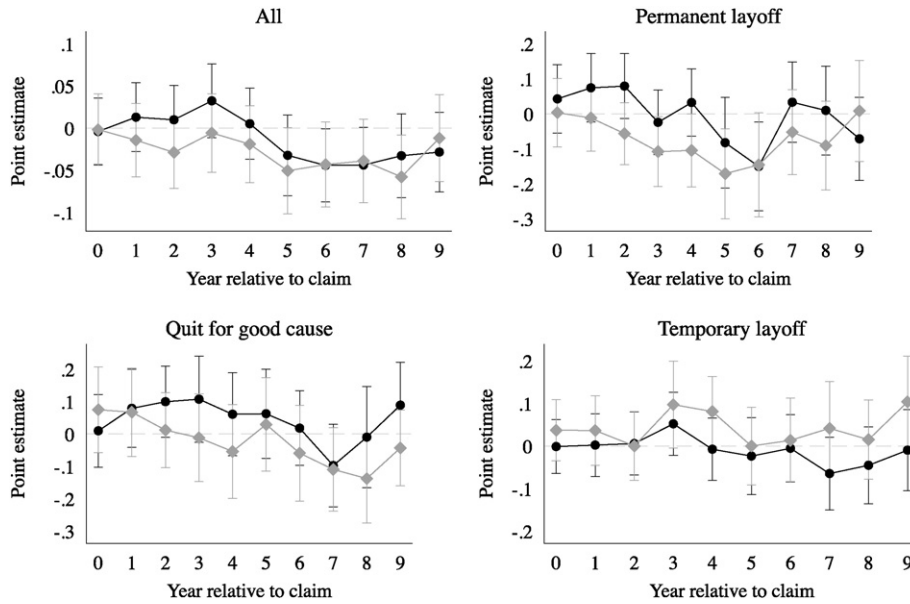 All
.1
.05
0
-.05
-.1
Point estimate
0 1 2 3 4 5 6 7 8 9
Year relative to claim
Permanent layoff
.2
.1
0
-.1
-.2
-.3
Point estimate
0 1 2 3 4 5 6 7 8 9
Year relative to claim
Quit for good cause
.2
.1
0
-.1
-.2
-.3
Point estimate
0 1 2 3 4 5 6 7 8 9
Year relative to claim
Temporary layoff
.2
.1
0
-.1
-.2
Point estimate
0 1 2 3 4 5 6 7 8 9
Year relative to claim